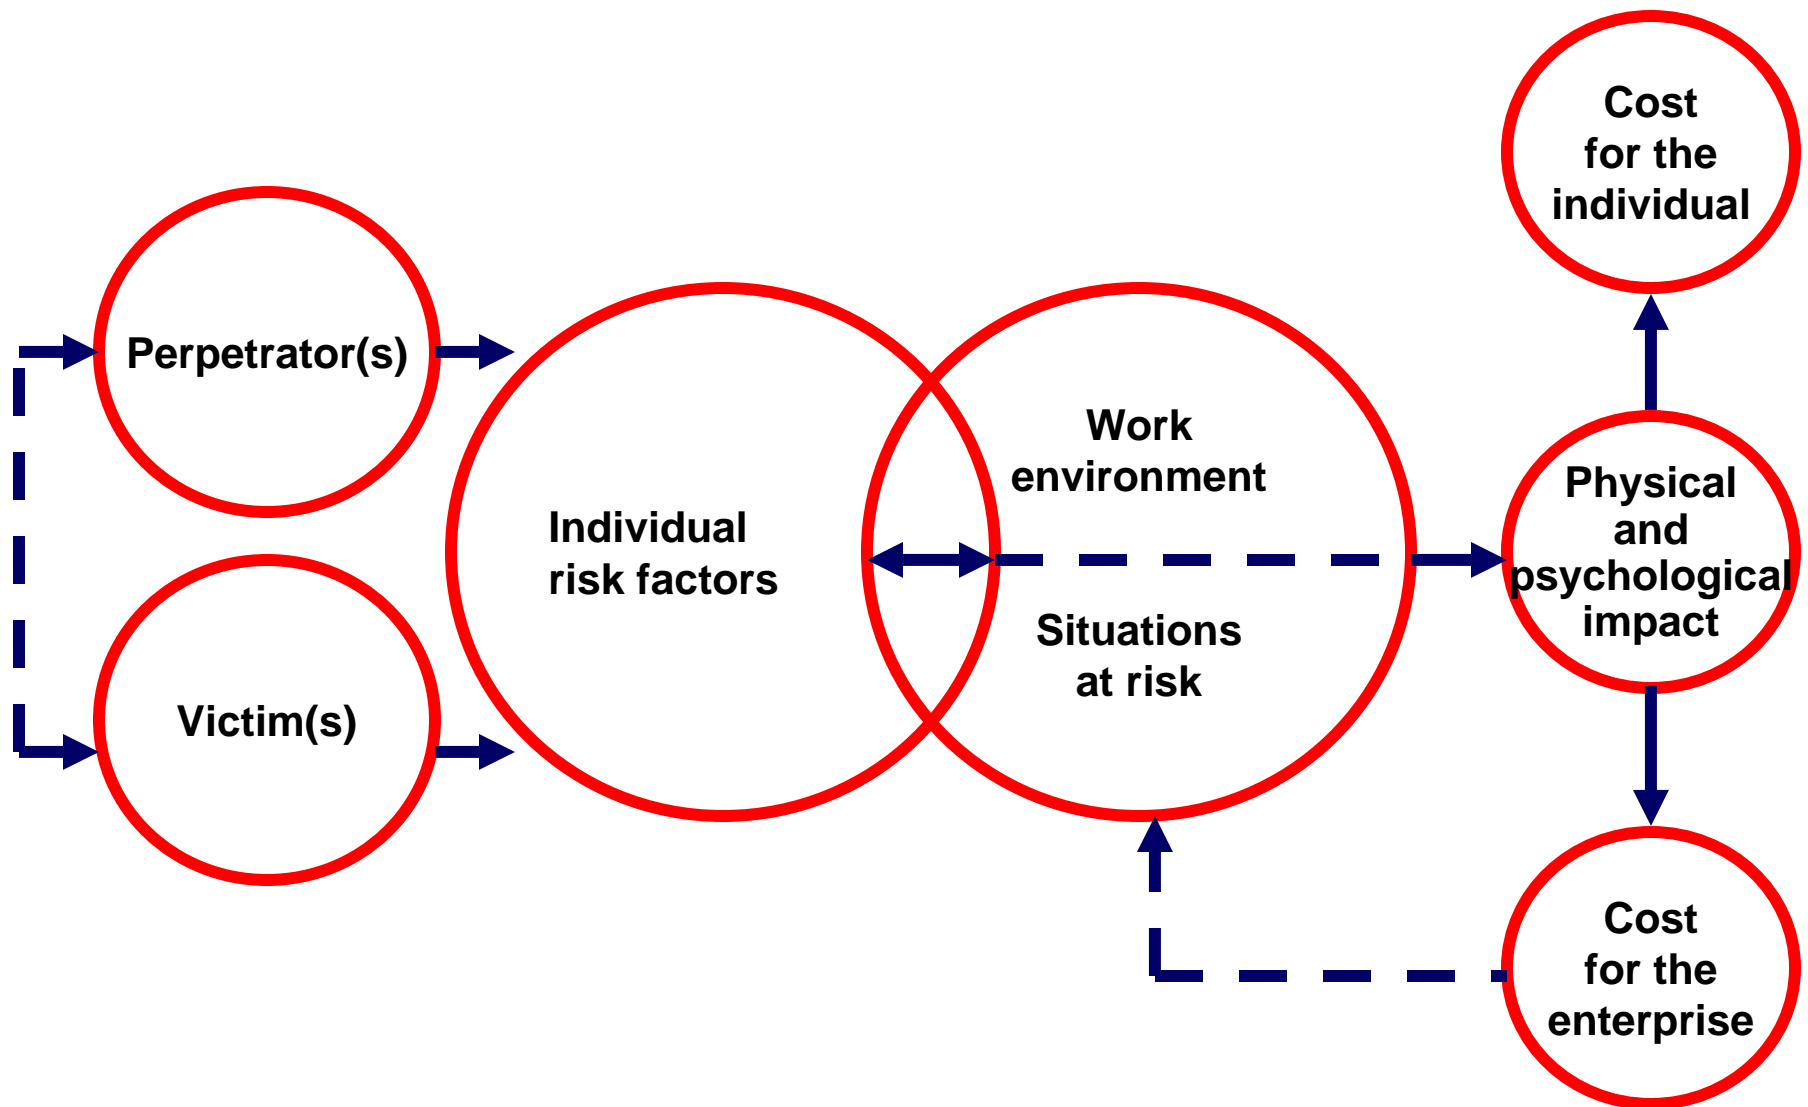 Perpetrator(s)
Victim(s)
Individual
risk factors
Work
environment
Situations
at risk
Cost
for the
individual
Physical
and
psychological
impact
Cost
for the
enterprise